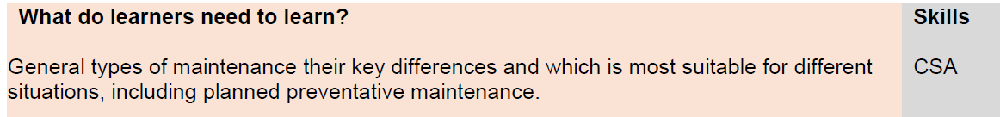 What do learners need to learn? Skills
General types of maintenance their key differences and which is most suitable for different CSA
situations, including planned preventative maintenance.